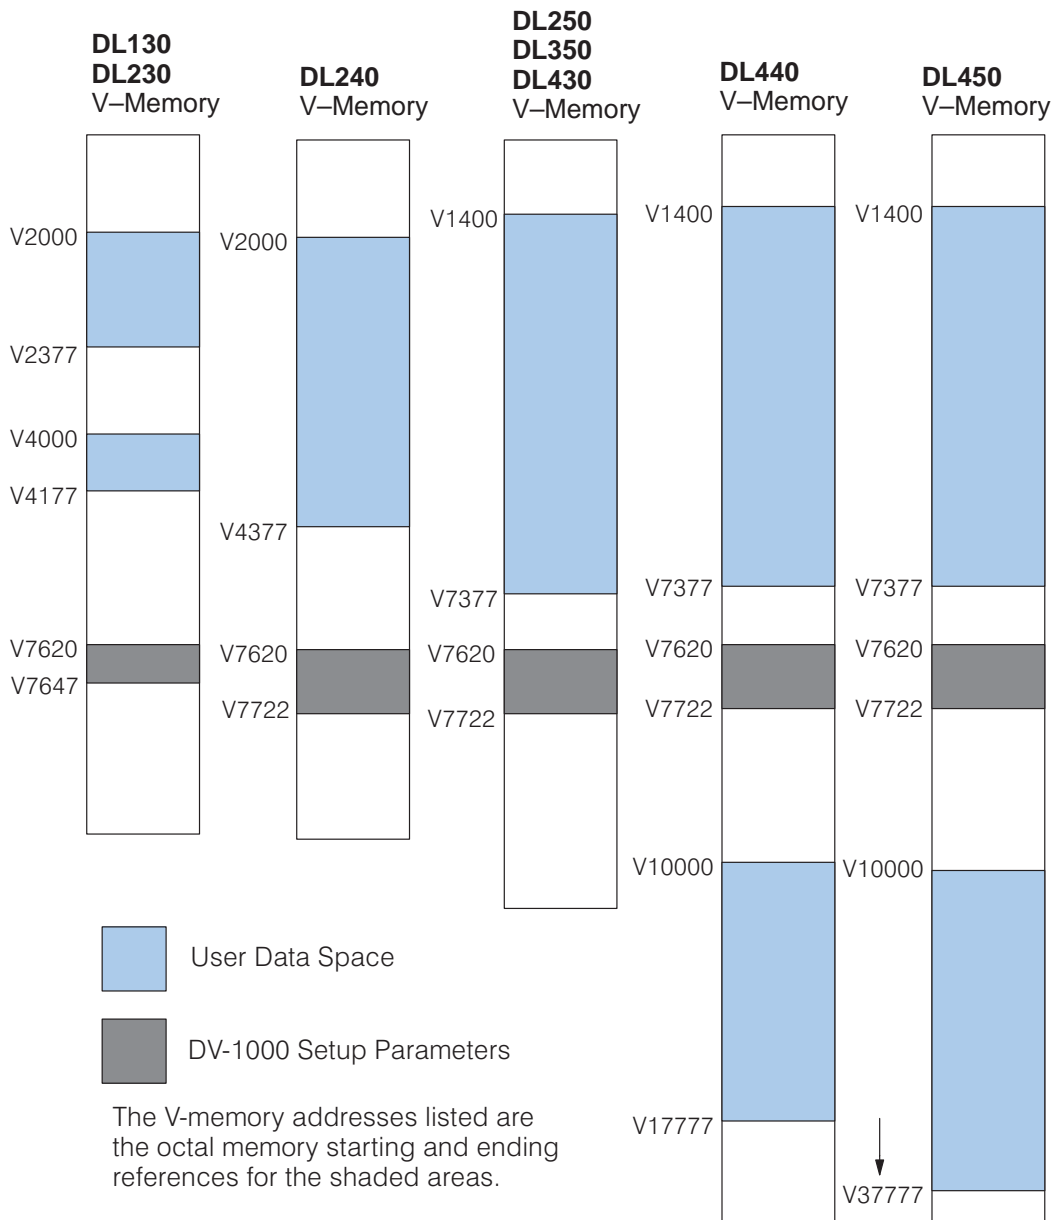 DL130
DL230
V–Memory
DL240
V–Memory
DL250
DL350
DL430
V–Memory
DL440
V–Memory
DL450
V–Memory
V2000
V2377
V4000
V4177
V7620
V7647
V2000
V4377
V7620
V7722
V1400
V7377
V7620
V7722
V1400
V7377
V7620
V7722
V10000
V17777
V1400
V7377
V7620
V7722
V10000
V37777
User Data Space
DV-1000 Setup Parameters
The V-memory addresses listed are
the octal memory starting and ending
references for the shaded areas.